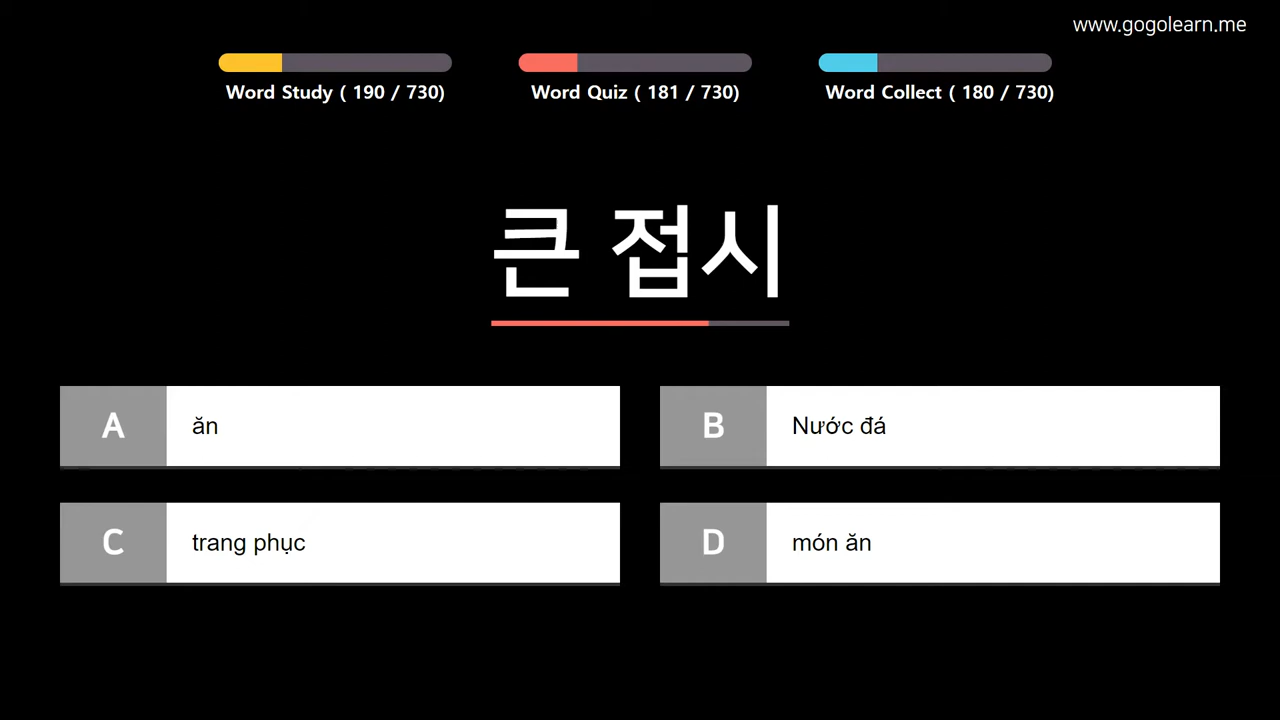 www.gogolearn.me
Word Study ( 190 / 730)
Word Quiz ( 181 / 730)
Word Collect ( 180 / 730)
큰 접시
A ăn
B Nước đá
C trang phục
D món ăn